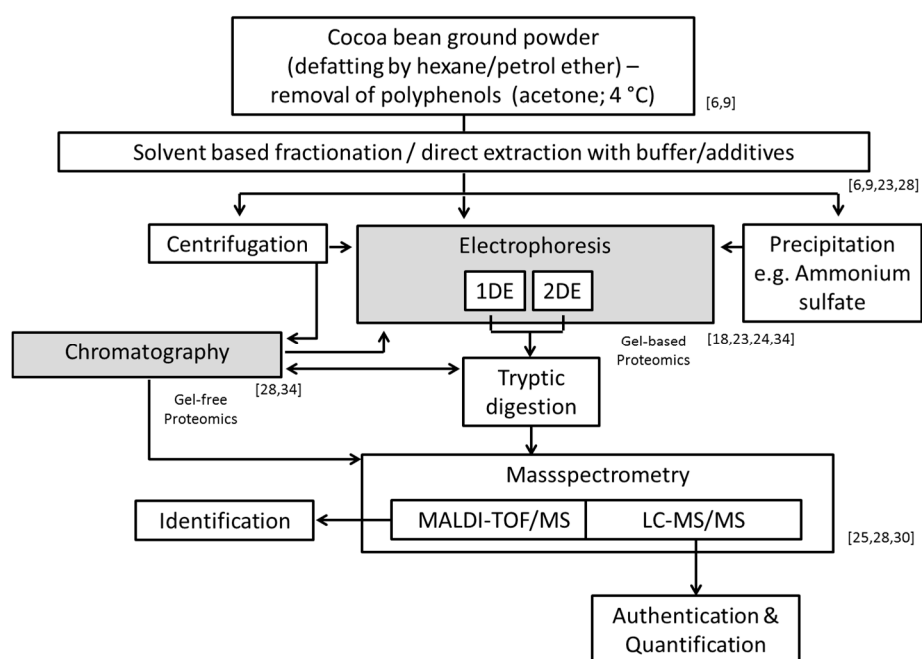 Cocoa bean ground powder
(defatting by hexane/petrol ether) –
removal of polyphenols (acetone; 4 °C)
[6,9]
Solvent based fractionation / direct extraction with buffer/additives
[6,9,23,28]
Centrifugation
Electrophoresis
1DE
2DE
Precipitation
e.g. Ammonium
sulfate
Gel-based
Proteomics
[18,23,24,34]
Chromatography
[28,34]
Gel-free
Proteomics
Tryptic
digestion
Massspectrometry
MALDI-TOF/MS
LC-MS/MS
[25,28,30]
Identification
Authentication &
Quantification